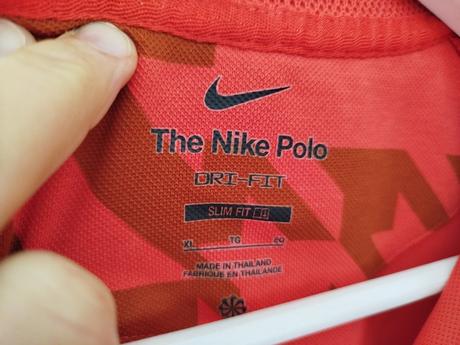 The Nike Polo
DRI-FIT
SLIM FIT
XL TG
MADE IN THAILAND
FABRIQUÉ EN THAÏLANDE